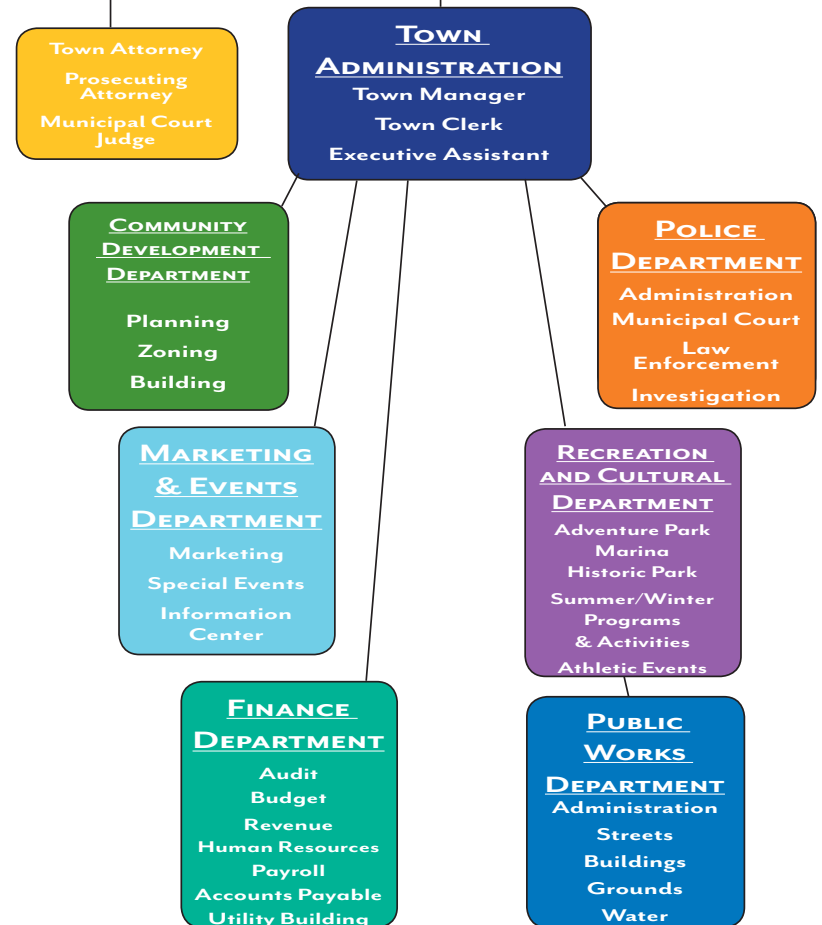 Town Attorney
Prosecuting
Attorney
Municipal Court
Judge
Town
Administration
Town Manager
Town Clerk
Executive Assistant
Community
Development
Department
Planning
Zoning
Building
Police
Department
Administration
Municipal Court
Law
Enforcement
Investigation
Marketing
& Events
Department
Marketing
Special Events
Information
Center
Recreation
and Cultural
Department
Adventure Park
Marina
Historic Park
Summer/Winter
Programs
& Activities
Athletic Events
Finance
Department
Audit
Budget
Revenue
Human Resources
Payroll
Accounts Payable
Utility Building
Public
Works
Department
Administration
Streets
Buildings
Grounds
Water